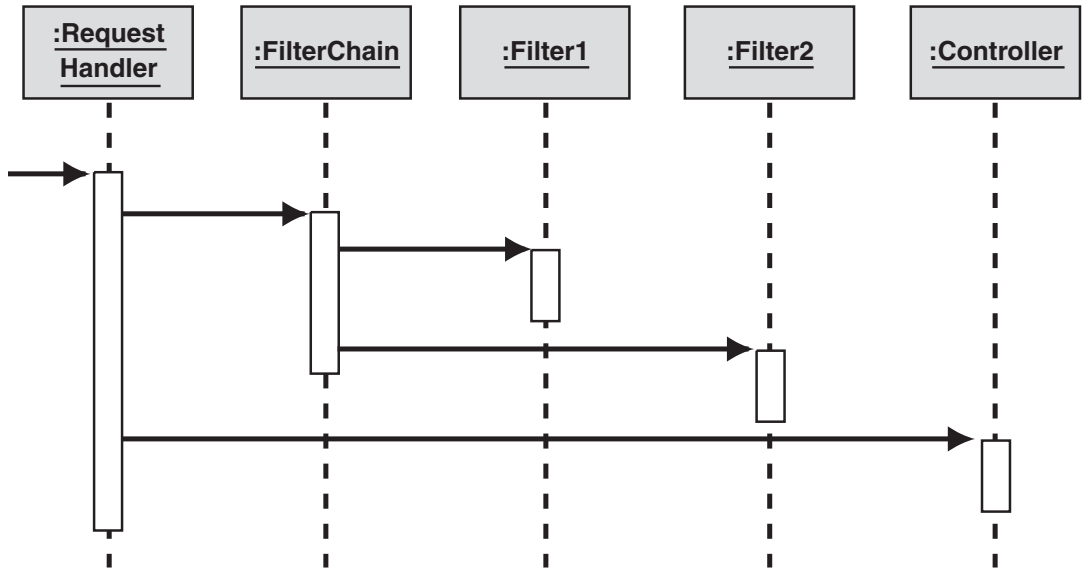 :Request
Handler
:FilterChain
:Filter1
:Filter2
:Controller